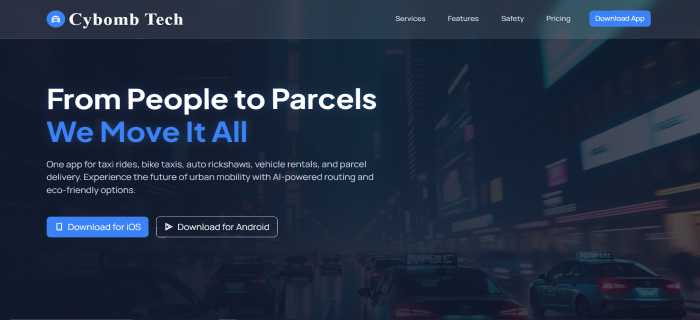 Cybomb Tech
Services
Features
Safety
Pricing
Download App
From People to Parcels
We Move It All
One app for taxi rides, bike taxis, auto rickshaws, vehicle rentals, and parcel
delivery. Experience the future of urban mobility with AI-powered routing and
eco-friendly options.
Download for iOS
Download for Android